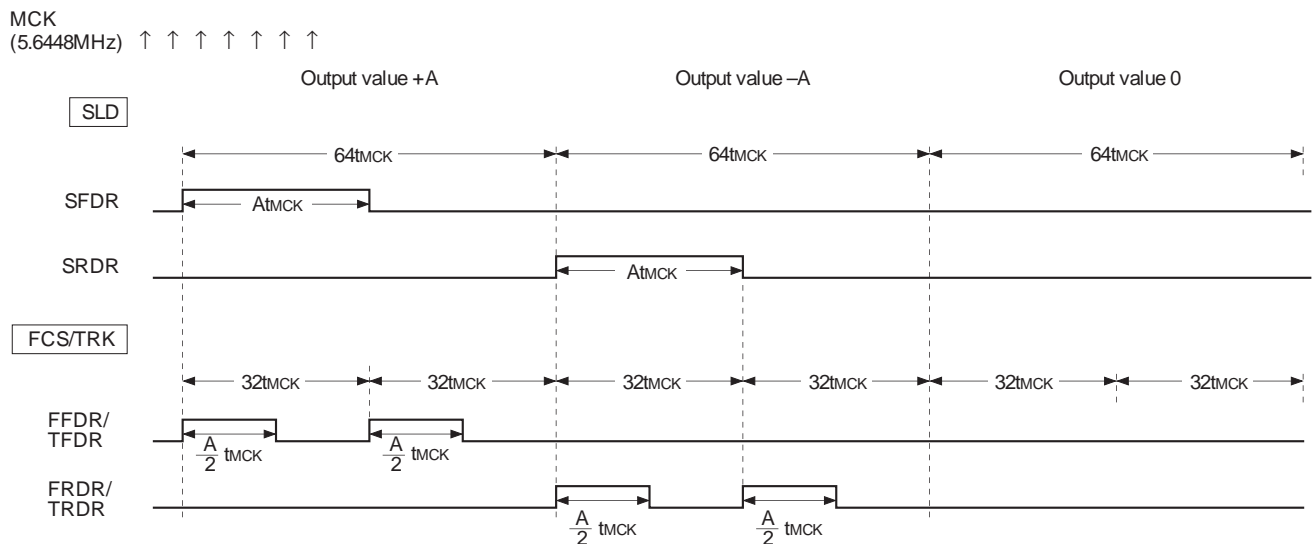 MCK
(5.6448MHz) ↑ ↑ ↑ ↑ ↑ ↑ ↑
Output value +A Output value –A Output value 0
SLD
64tMCK 64tMCK 64tMCK
SFDR AtMCK
SRDR AtMCK
FCS/TRK
32tMCK 32tMCK 32tMCK 32tMCK 32tMCK 32tMCK
FFDR/
TFDR
A/2 tMCK A/2 tMCK
FRDR/
TRDR
A/2 tMCK A/2 tMCK